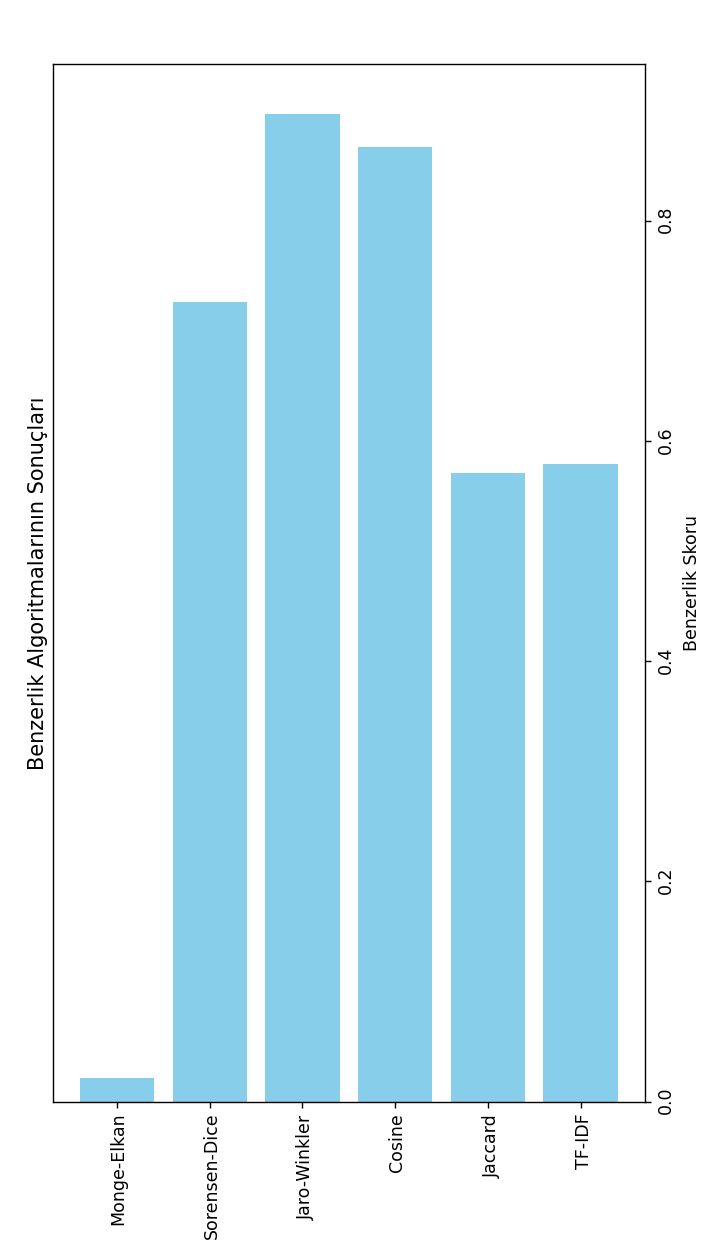 Benzerlik Algoritmalarının Sonuçları
Monge-Elkan
Sorensen-Dice
Jaro-Winkler
Cosine
Jaccard
TF-IDF
0.0
0.2
0.4
0.6
0.8
Benzerlik Skoru